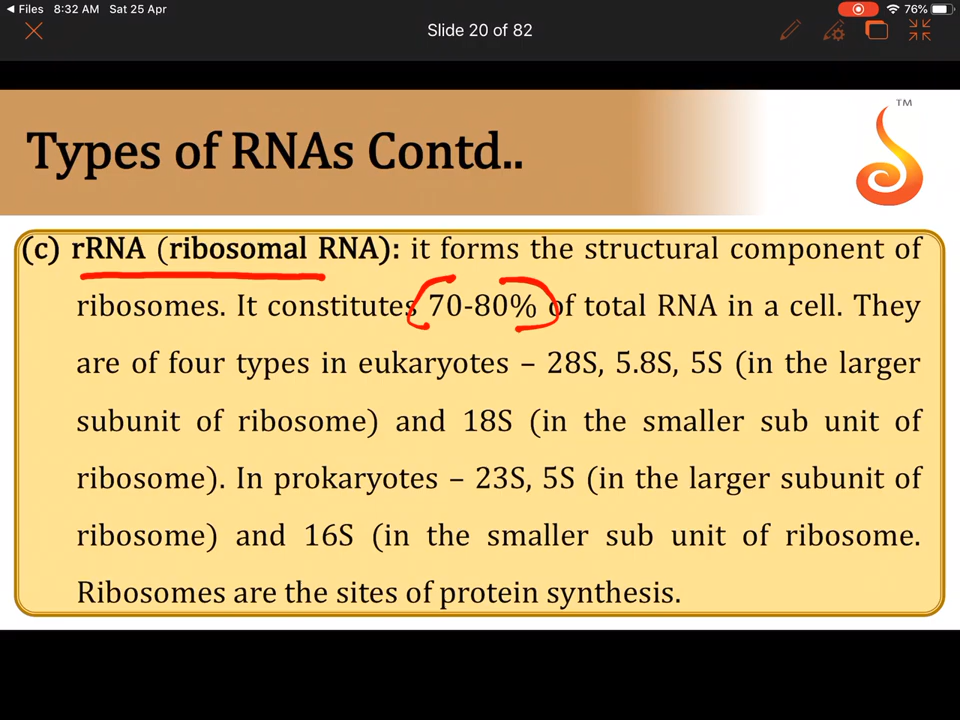 ◀ Files 8:32 AM Sat 25 Apr 76%
Slide 20 of 82
TM
Types of RNAs Contd..
(c) rRNA (ribosomal RNA): it forms the structural component of
ribosomes. It constitutes 70-80% of total RNA in a cell. They
are of four types in eukaryotes – 28S, 5.8S, 5S (in the larger
subunit of ribosome) and 18S (in the smaller sub unit of
ribosome). In prokaryotes – 23S, 5S (in the larger subunit of
ribosome) and 16S (in the smaller sub unit of ribosome.
Ribosomes are the sites of protein synthesis.